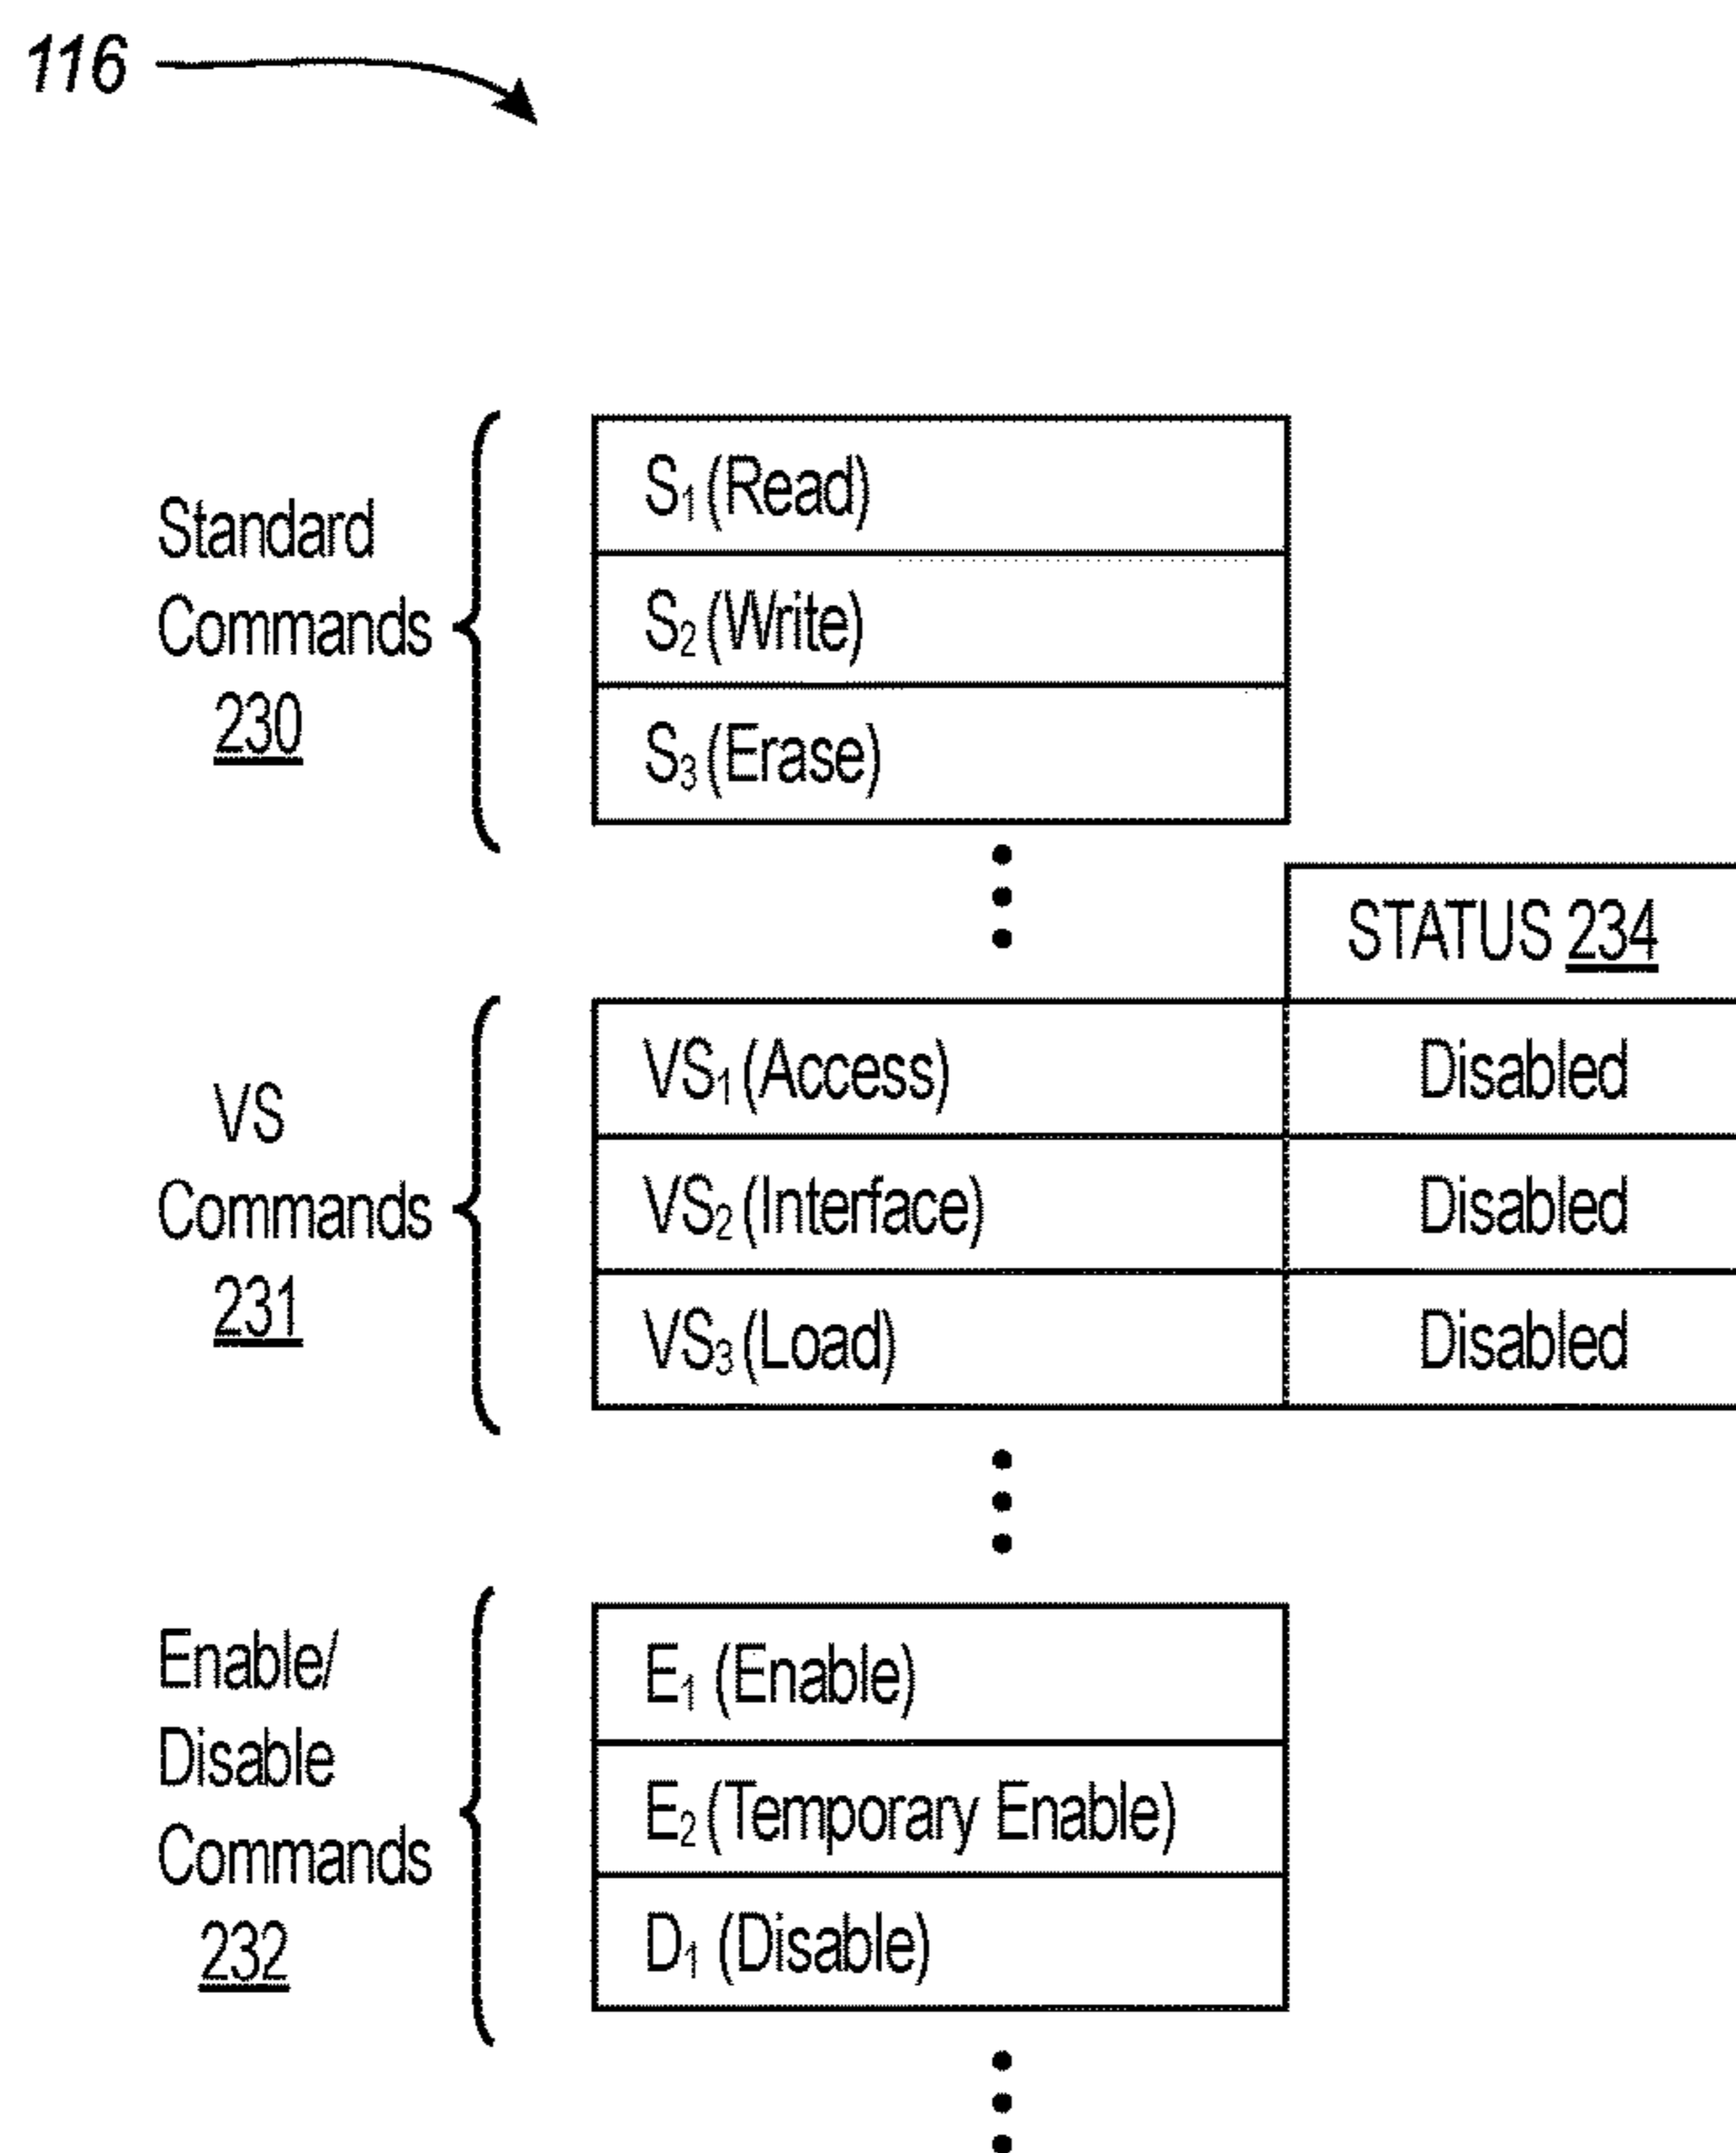 116
Standard
Commands
230
S₁ (Read)
S₂ (Write)
S₃ (Erase)
STATUS 234
VS
Commands
231
VS₁ (Access) Disabled
VS₂ (Interface) Disabled
VS₃ (Load) Disabled
Enable/
Disable
Commands
232
E₁ (Enable)
E₂ (Temporary Enable)
D₁ (Disable)